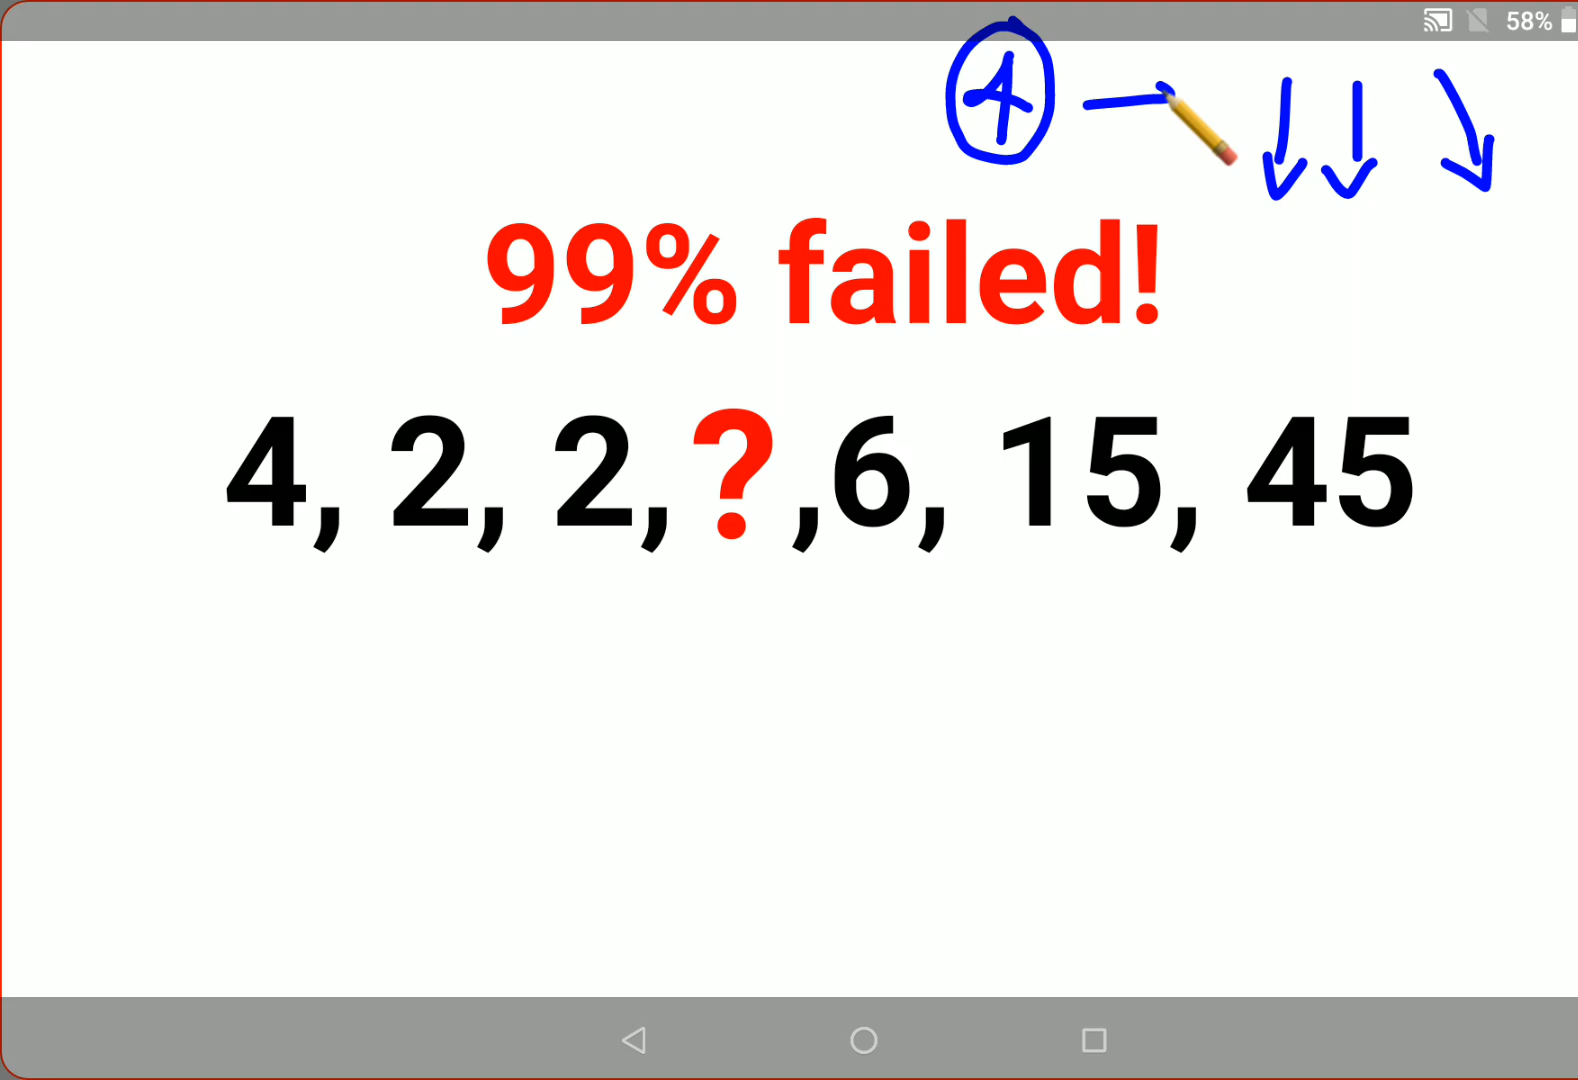 58%
4
99% failed!
4, 2, 2, ? ,6, 15, 45